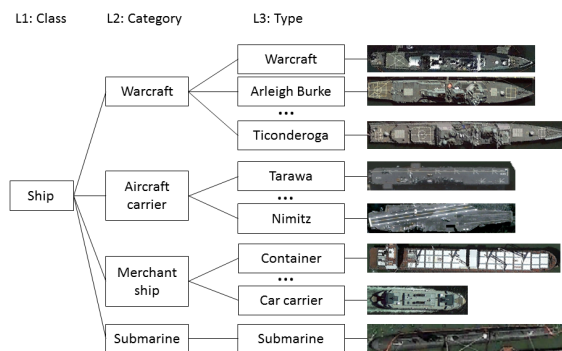 L1: Class L2: Category L3: Type
Warcraft
Warcraft
Arleigh Burke
...
Ticonderoga
Ship
Aircraft
carrier
Tarawa
...
Nimitz
Merchant
ship
Container
...
Car carrier
Submarine
Submarine